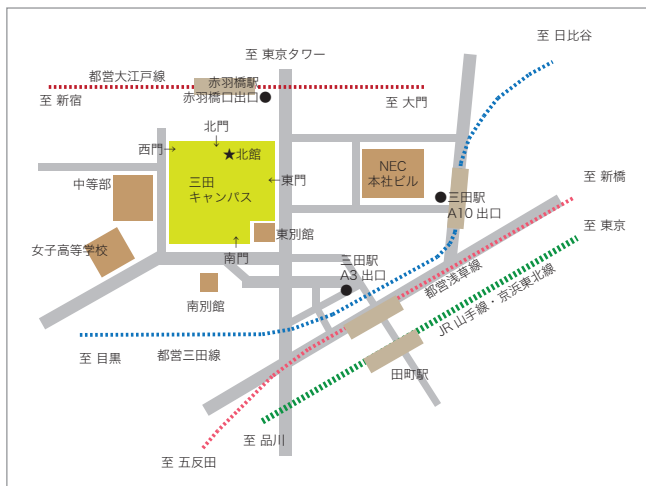 至 日比谷
至 東京タワー
都営大江戸線
赤羽橋駅
赤羽橋口出口
至 新宿
至 大門
北門
西門→
↓
★北館
NEC
本社ビル
三田
キャンパス
←東門
中等部
至 新橋
三田駅
A10 出口
至 東京
東別館
女子高等学校
↑
南門
三田駅
A3 出口
都営浅草線
JR 山手線・京浜東北線
南別館
至 目黒
都営三田線
田町駅
至 品川
至 五反田